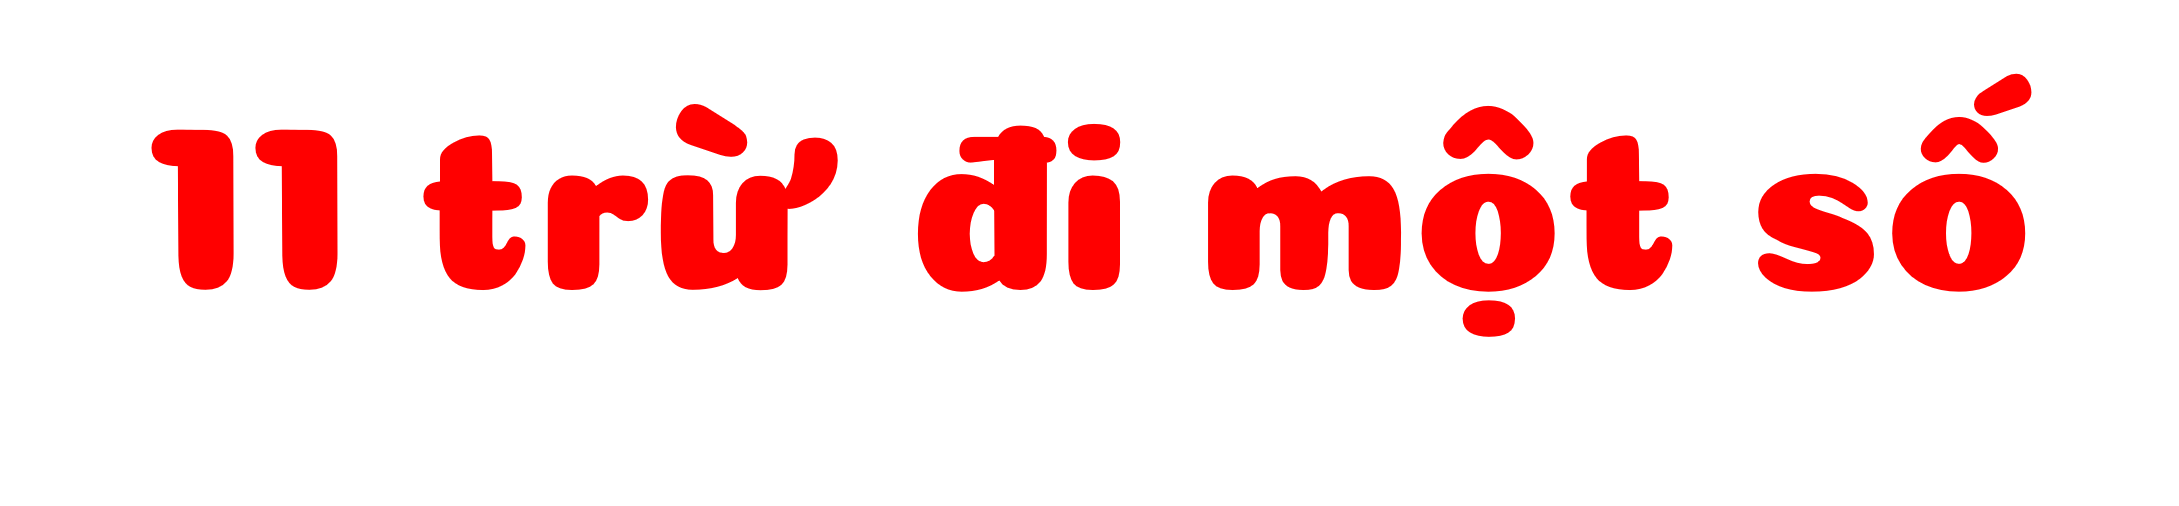 11 trừ đi một số